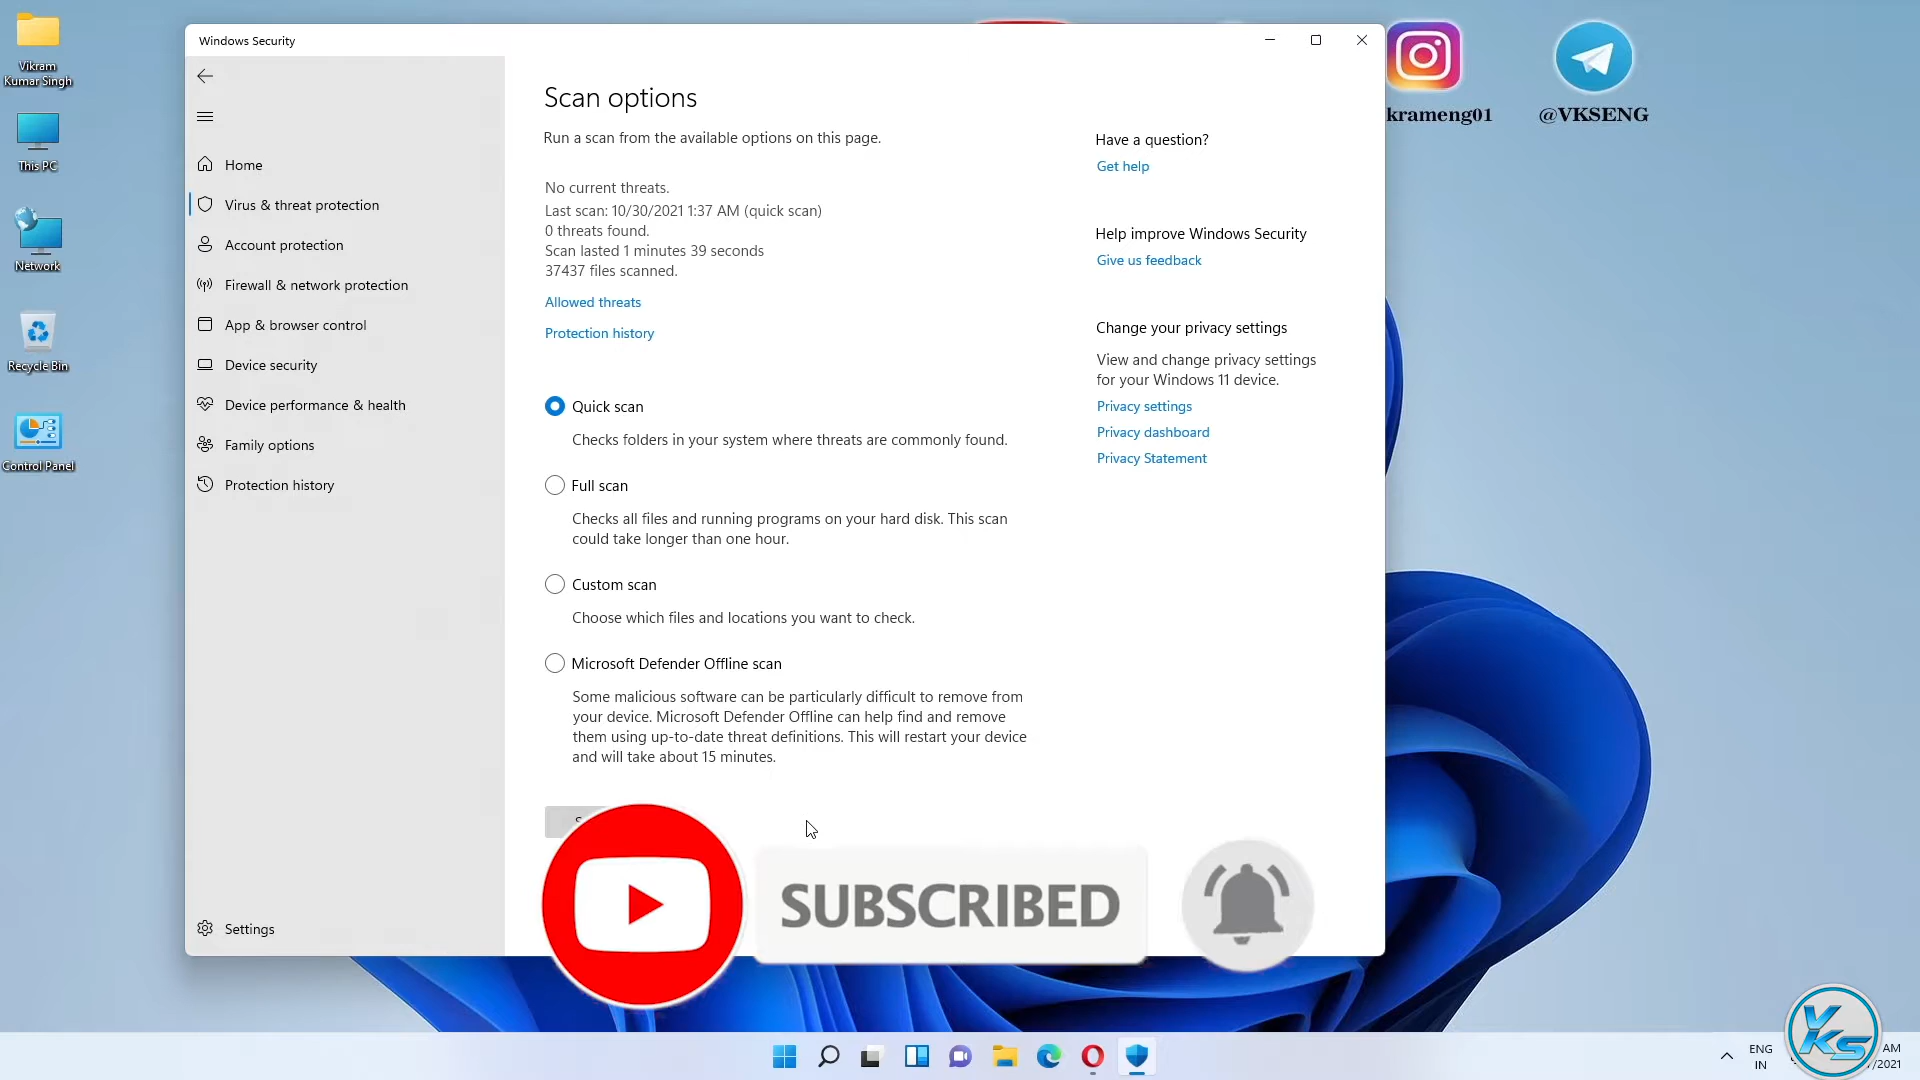 Vikram
Kumar Singh
This PC
Network
Recycle Bin
Control Panel
Windows Security
Home
Virus & threat protection
Account protection
Firewall & network protection
App & browser control
Device security
Device performance & health
Family options
Protection history
Settings
Scan options
Run a scan from the available options on this page.
No current threats.
Last scan: 10/30/2021 1:37 AM (quick scan)
0 threats found.
Scan lasted 1 minutes 39 seconds
37437 files scanned.
Allowed threats
Protection history
Quick scan
Checks folders in your system where threats are commonly found.
Full scan
Checks all files and running programs on your hard disk. This scan
could take longer than one hour.
Custom scan
Choose which files and locations you want to check.
Microsoft Defender Offline scan
Some malicious software can be particularly difficult to remove from
your device. Microsoft Defender Offline can help find and remove
them using up-to-date threat definitions. This will restart your device
and will take about 15 minutes.
Have a question?
Get help
Help improve Windows Security
Give us feedback
Change your privacy settings
View and change privacy settings
for your Windows 11 device.
Privacy settings
Privacy dashboard
Privacy Statement
krameng01
@VKSENG
SUBSCRIBED
ENG
IN
AM
/2021
VKS